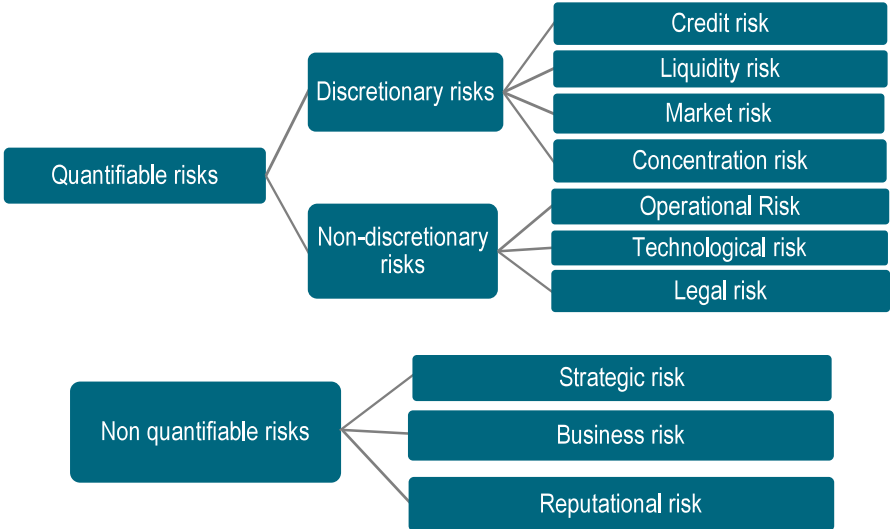 Quantifiable risks
Discretionary risks
Credit risk
Liquidity risk
Market risk
Concentration risk
Non-discretionary
risks
Operational Risk
Technological risk
Legal risk
Non quantifiable risks
Strategic risk
Business risk
Reputational risk